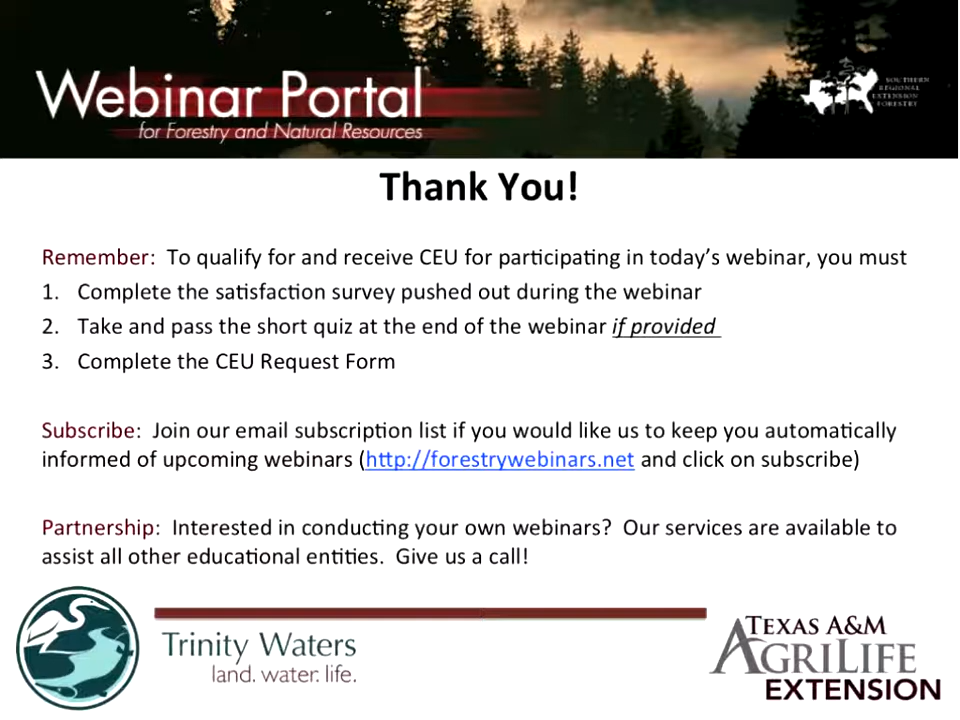 Webinar Portal
for Forestry and Natural Resources
SOUTHERN
REGIONAL
EXTENSION
FORESTRY
Thank You!
Remember: To qualify for and receive CEU for participating in today's webinar, you must
1. Complete the satisfaction survey pushed out during the webinar
2. Take and pass the short quiz at the end of the webinar if provided
3. Complete the CEU Request Form
Subscribe: Join our email subscription list if you would like us to keep you automatically
informed of upcoming webinars (http://forestrywebinars.net and click on subscribe)
Partnership: Interested in conducting your own webinars? Our services are available to
assist all other educational entities. Give us a call!
Trinity Waters
land. water. life.
TEXAS A&M
AGRILIFE
EXTENSION